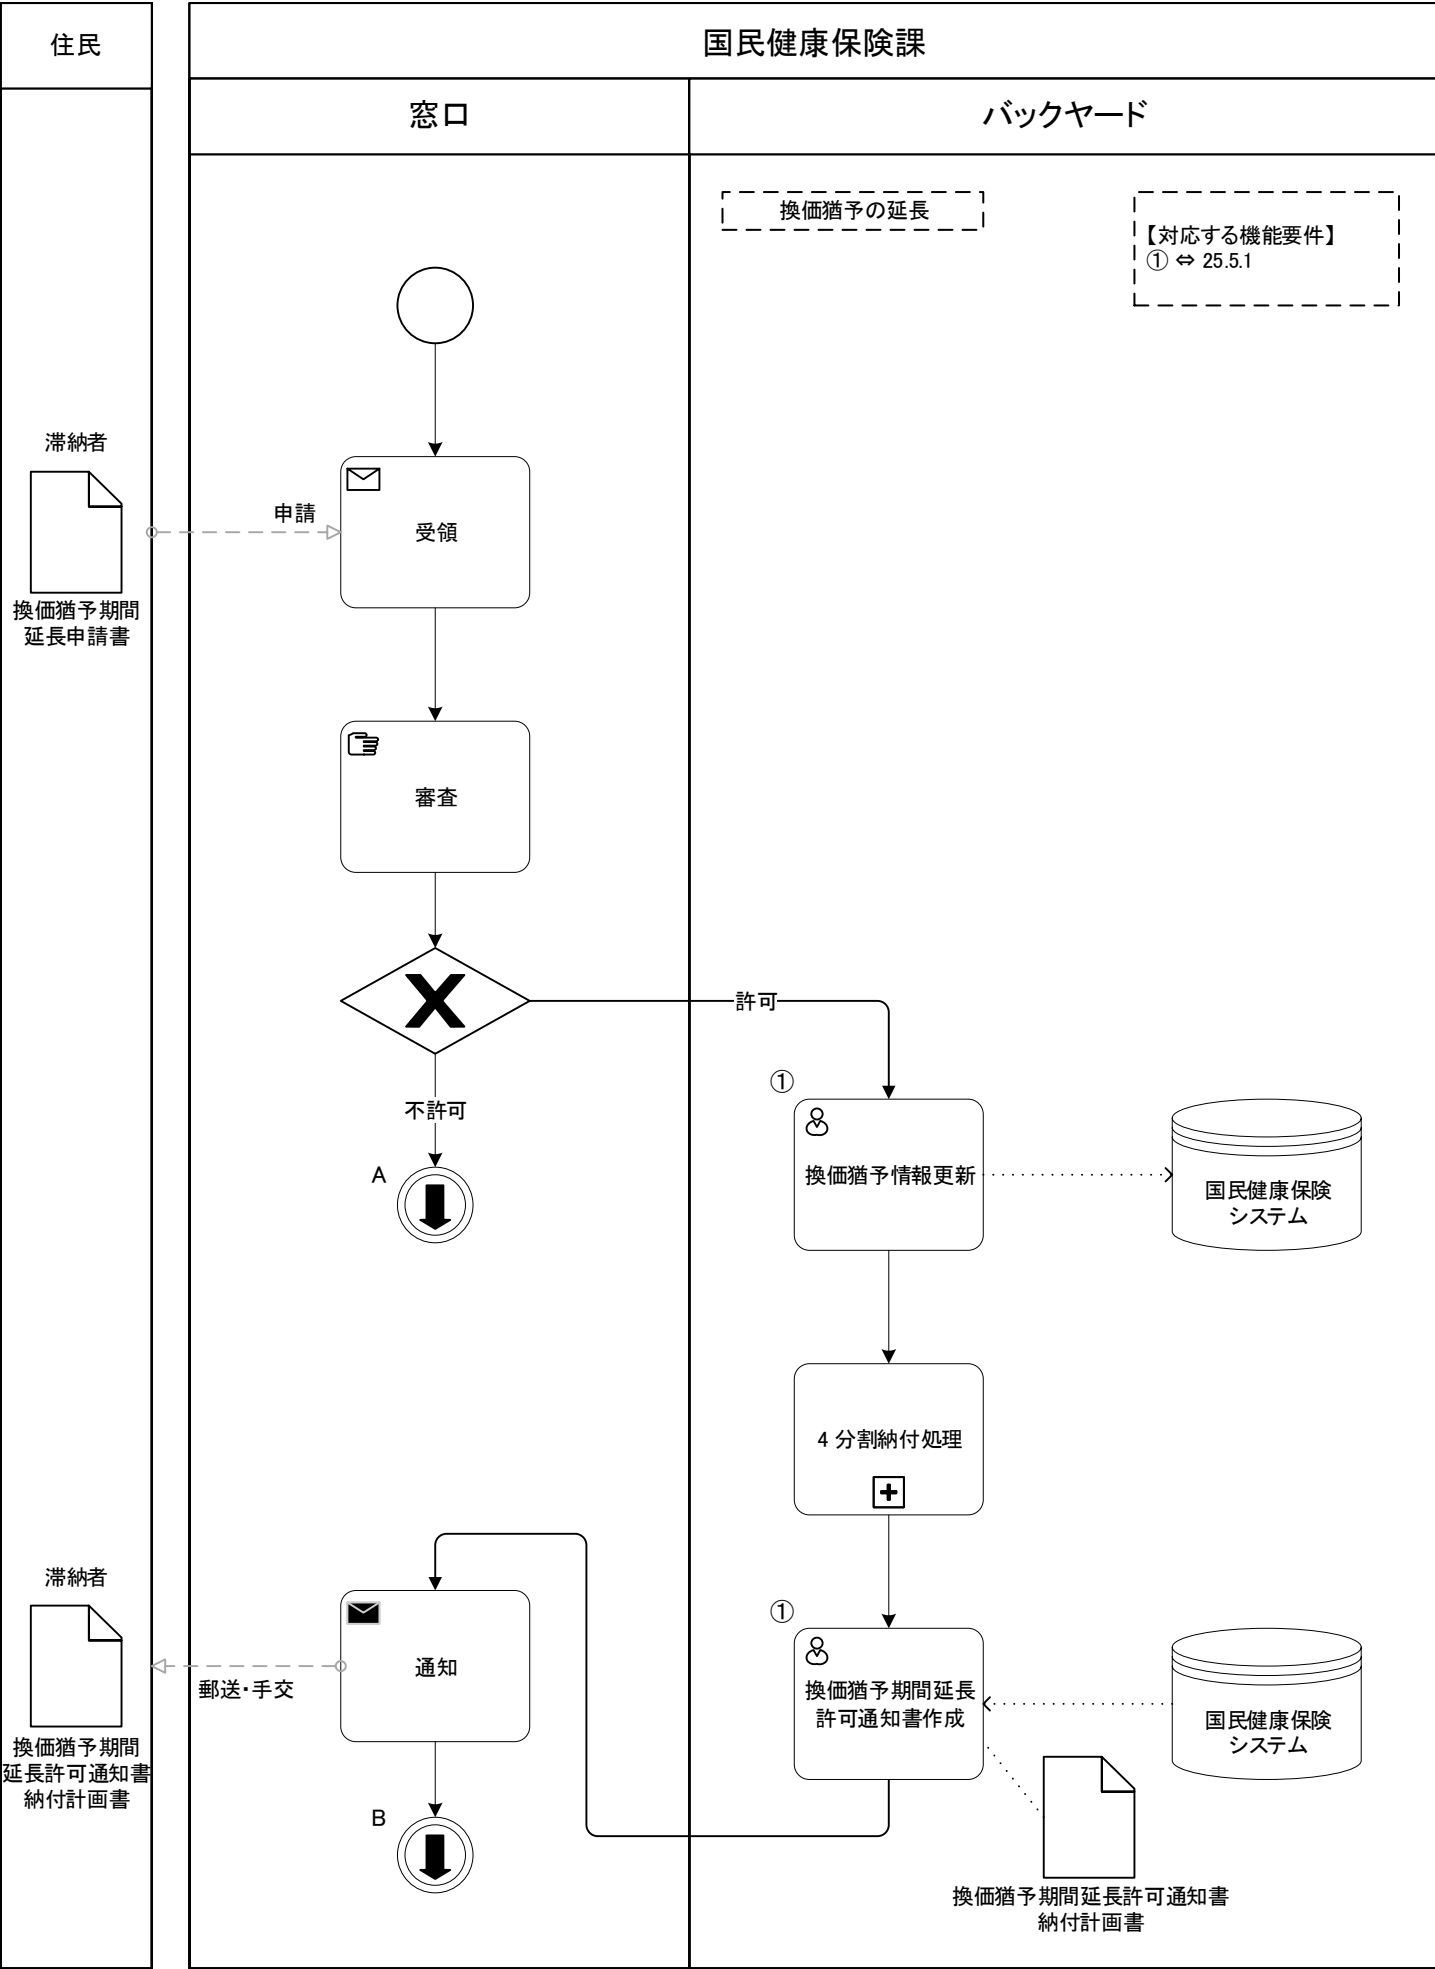 住民
国民健康保険課
窓口
バックヤード
換価猶予の延長
【対応する機能要件】
① ⇔ 25.5.1
滞納者
換価猶予期間
延長申請書
申請
受領
審査
許可
不許可
A
①
換価猶予情報更新
国民健康保険
システム
4 分割納付処理
滞納者
換価猶予期間
延長許可通知書
納付計画書
郵送・手交
通知
B
①
換価猶予期間延長
許可通知書作成
国民健康保険
システム
換価猶予期間延長許可通知書
納付計画書